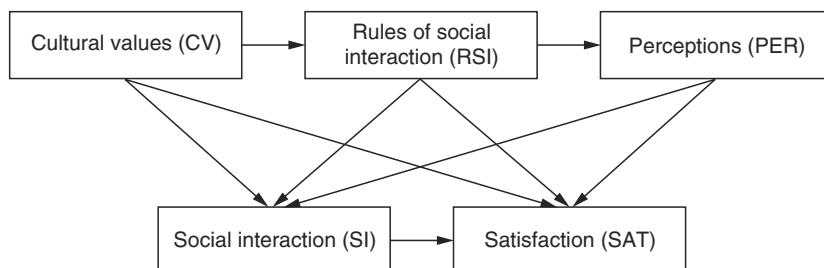 Cultural values (CV)
Rules of social
interaction (RSI)
Perceptions (PER)
Social interaction (SI)
Satisfaction (SAT)